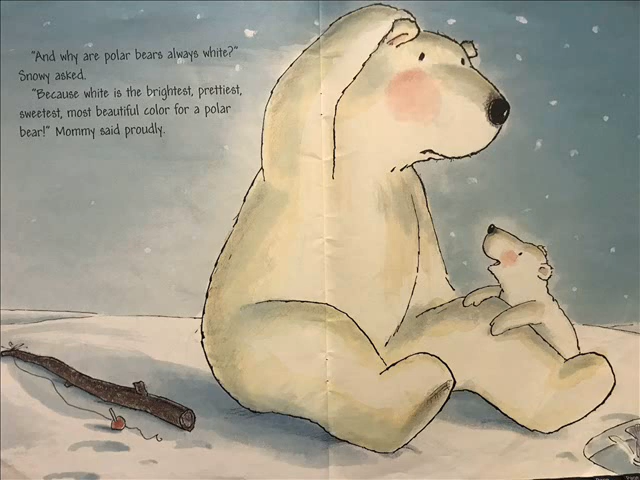 "And why are polar bears always white?"
Snowy asked.
"Because white is the brightest, prettiest,
sweetest, most beautiful color for a polar
bear!" Mommy said proudly.